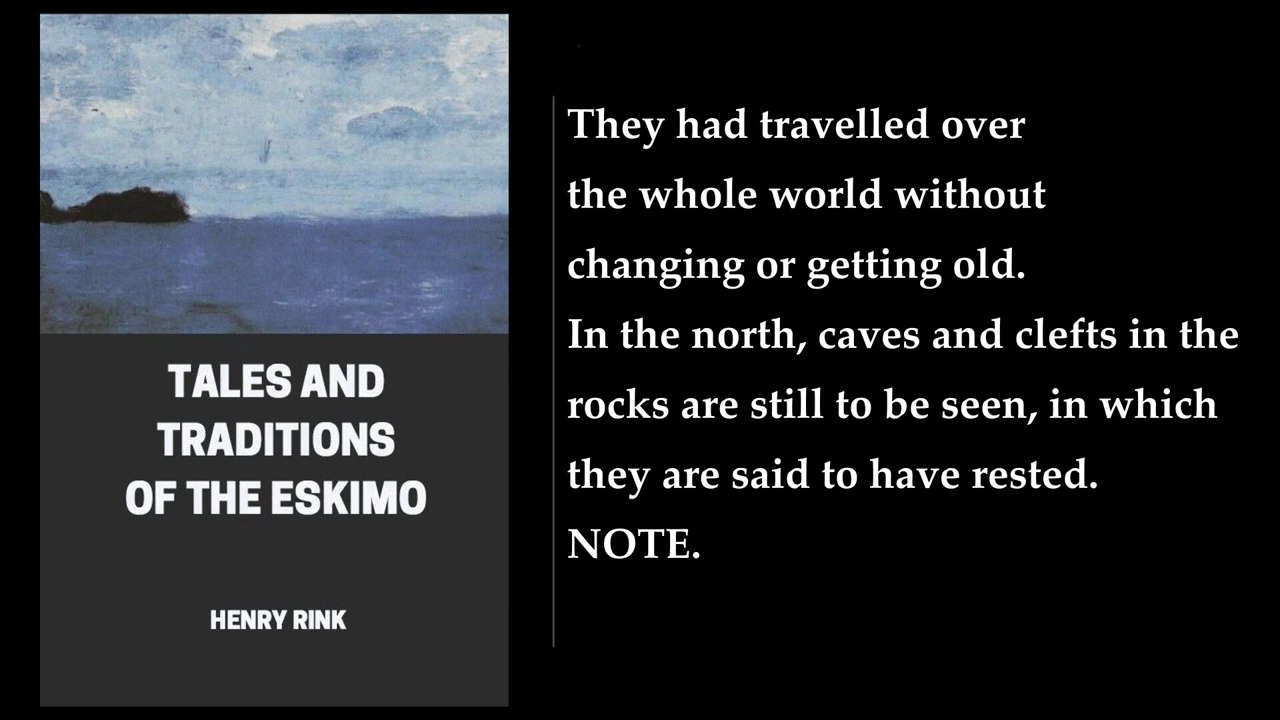 TALES AND
TRADITIONS
OF THE ESKIMO
HENRY RINK
They had travelled over
the whole world without
changing or getting old.
In the north, caves and clefts in the
rocks are still to be seen, in which
they are said to have rested.
NOTE.